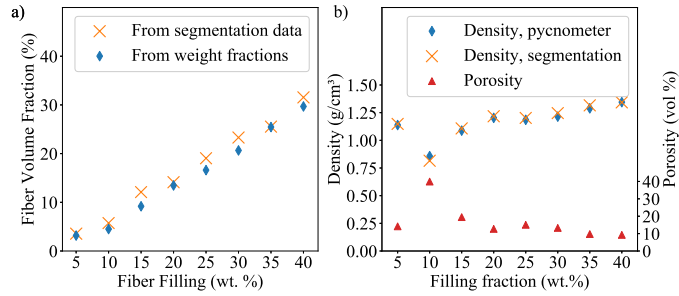 a)
From segmentation data
From weight fractions
Fiber Volume Fraction (%)
40
30
20
10
0
5 10 15 20 25 30 35 40
Fiber Filling (wt. %)
b)
Density, pycnometer
Density, segmentation
Porosity
Density (g/cm³)
1.50
1.25
1.00
0.75
0.50
0.25
0.00
5 10 15 20 25 30 35 40
Filling fraction (wt.%)
40
30
20
10
0
Porosity (vol %)